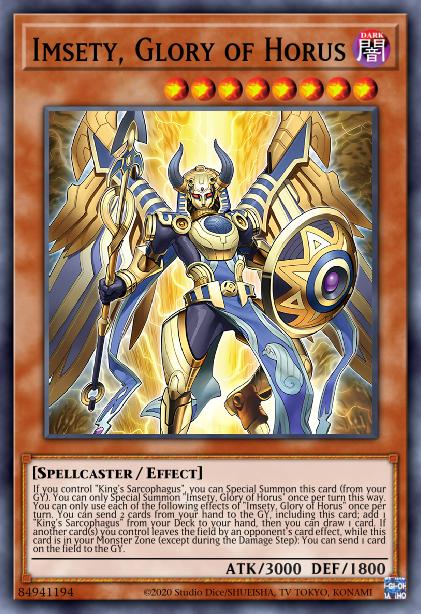 Imsety, Glory of Horus
DARK
闇
[Spellcaster / Effect]
If you control "King's Sarcophagus", you can Special Summon this card (from your
GY). You can only Special Summon "Imsety, Glory of Horus" once per turn this way.
You can only use each of the following effects of "Imsety, Glory of Horus" once per
turn. You can send 2 cards from your hand to the GY, including this card; add 1
"King's Sarcophagus" from your Deck to your hand, then you can draw 1 card. If
another card(s) you control leaves the field by an opponent's card effect, while this
card is in your Monster Zone (except during the Damage Step): You can send 1 card
on the field to the GY.
ATK/3000 DEF/1800
84941194
©2020 Studio Dice/SHUEISHA, TV TOKYO, KONAMI